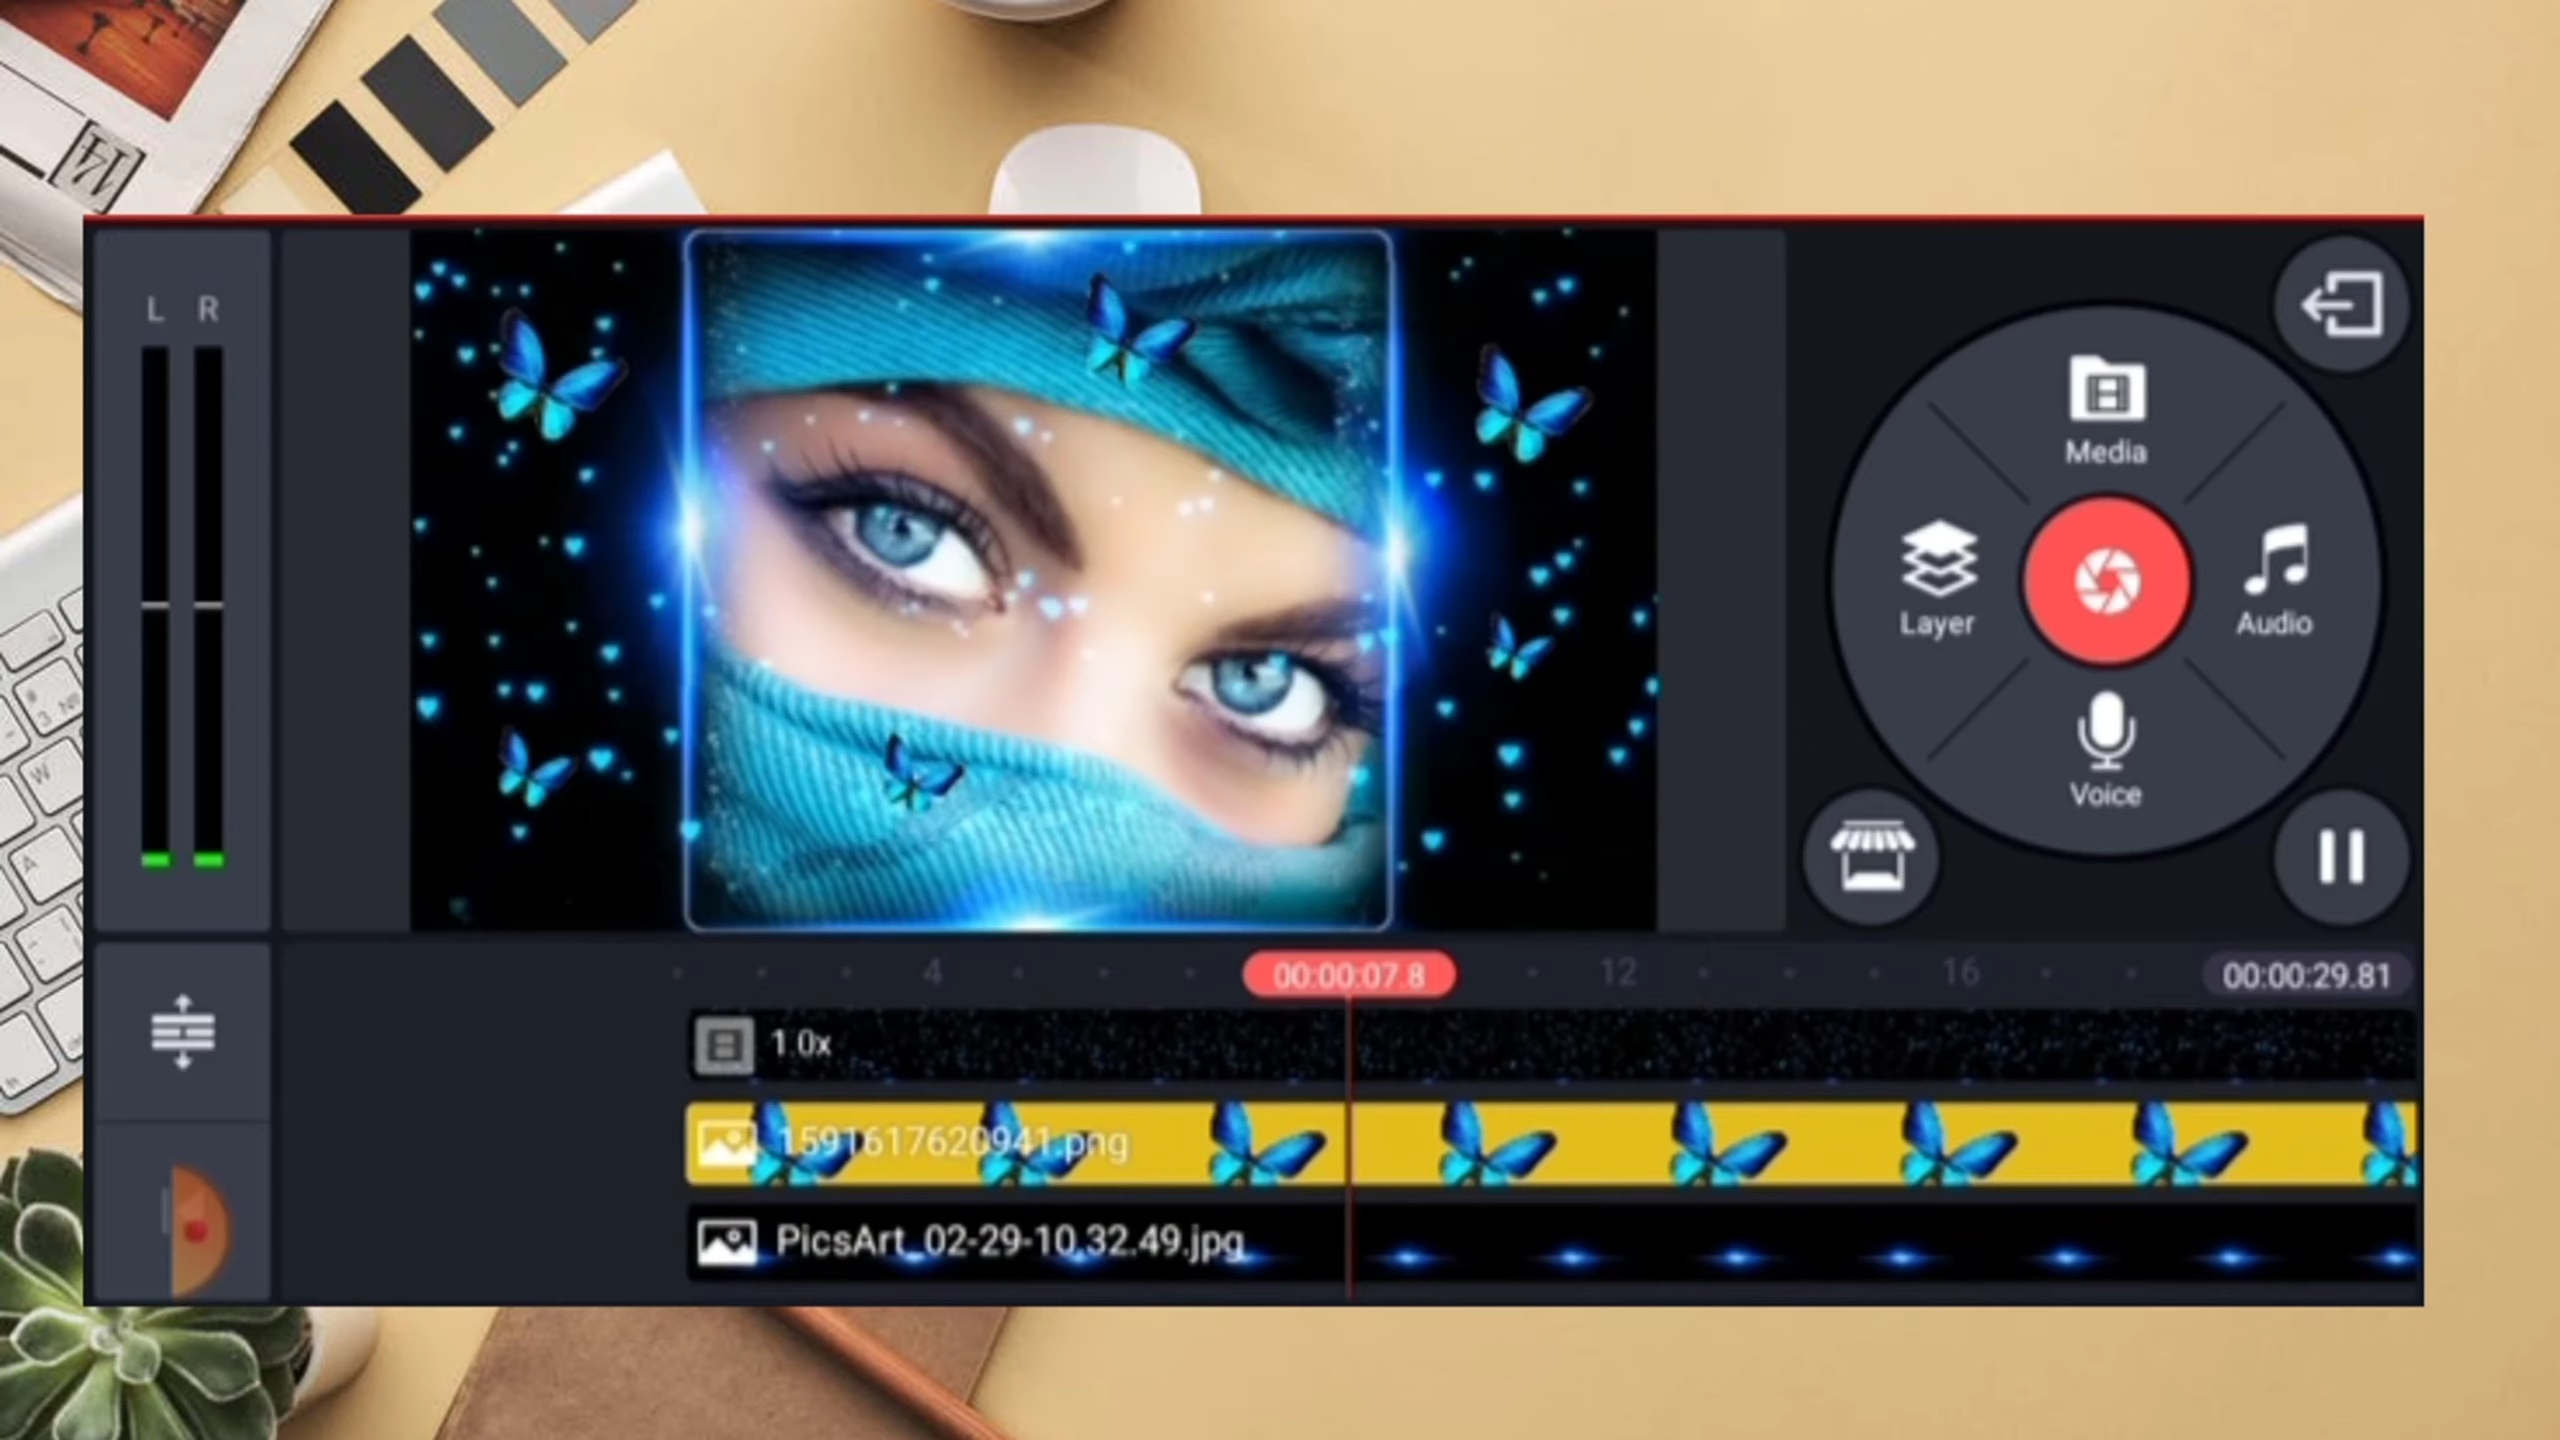 14
L R
Media
Layer
Audio
Voice
4
00:00:07.8
12
16
00:00:29.81
1.0x
1591617620941.png
PicsArt_02-29-10,32.49.jpg
W
A